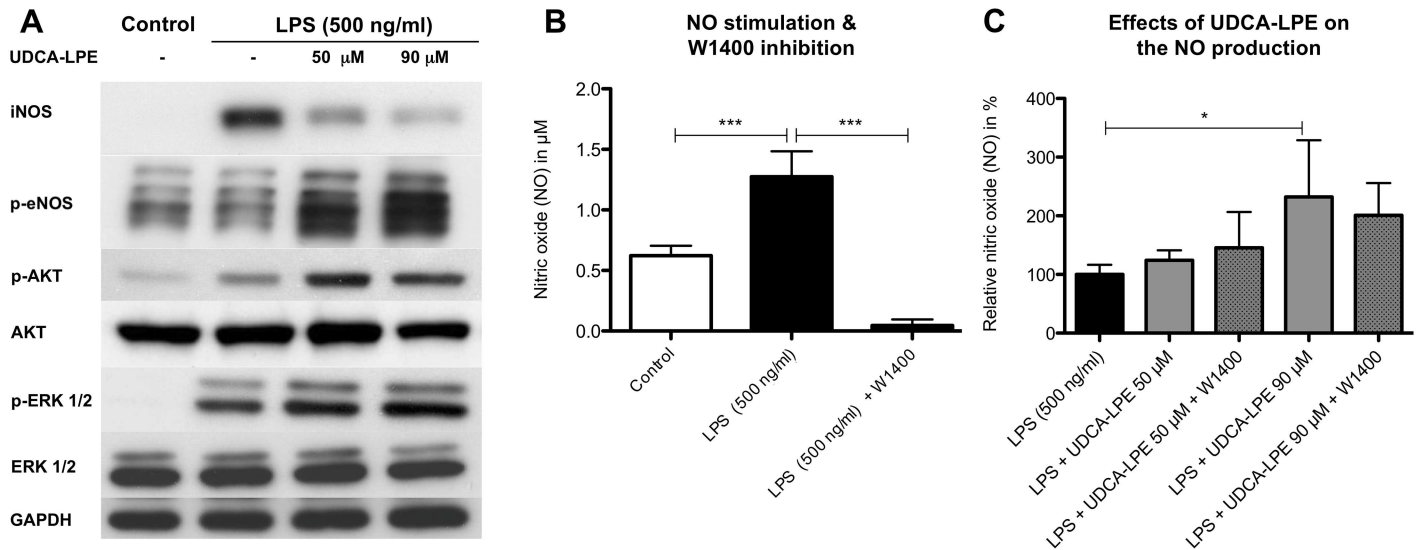 A
Control
LPS (500 ng/ml)
UDCA-LPE
-
-
50 µM
90 µM
iNOS
p-eNOS
p-AKT
AKT
p-ERK 1/2
ERK 1/2
GAPDH
B
NO stimulation &
W1400 inhibition
Nitric oxide (NO) in µM
2.0
1.5
1.0
0.5
0.0
***
***
Control
LPS (500 ng/ml)
LPS (500 ng/ml) + W1400
C
Effects of UDCA-LPE on
the NO production
Relative nitric oxide (NO) in %
400
300
200
100
0
*
LPS (500 ng/ml)
LPS + UDCA-LPE 50 µM
LPS + UDCA-LPE 50 µM + W1400
LPS + UDCA-LPE 90 µM
LPS + UDCA-LPE 90 µM + W1400